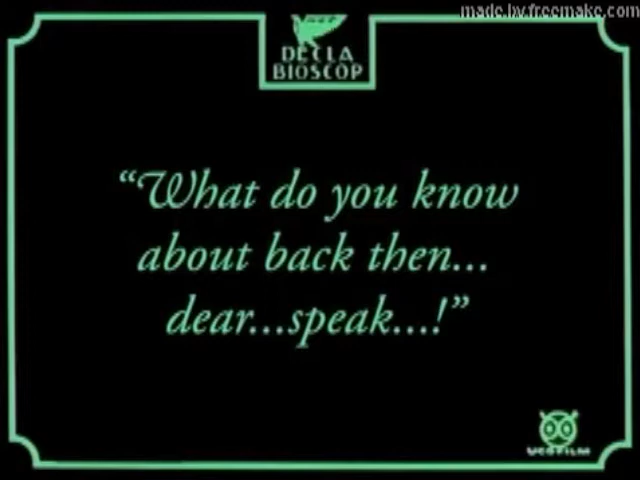 made.by.freemake.com
DECLA
BIOSCOP
“What do you know
about back then...
dear...speak...!”